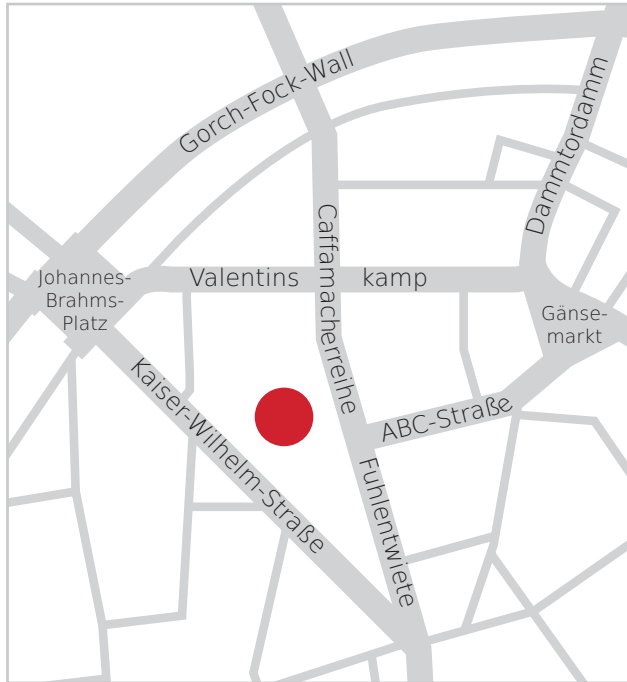 Gorch-Fock-Wall
Dammtordamm
Caffamacherreihe
Valentins kamp
Johannes-
Brahms-
Platz
Gänse-
markt
Kaiser-Wilhelm-Straße
ABC-Straße
Fuhlentwiete